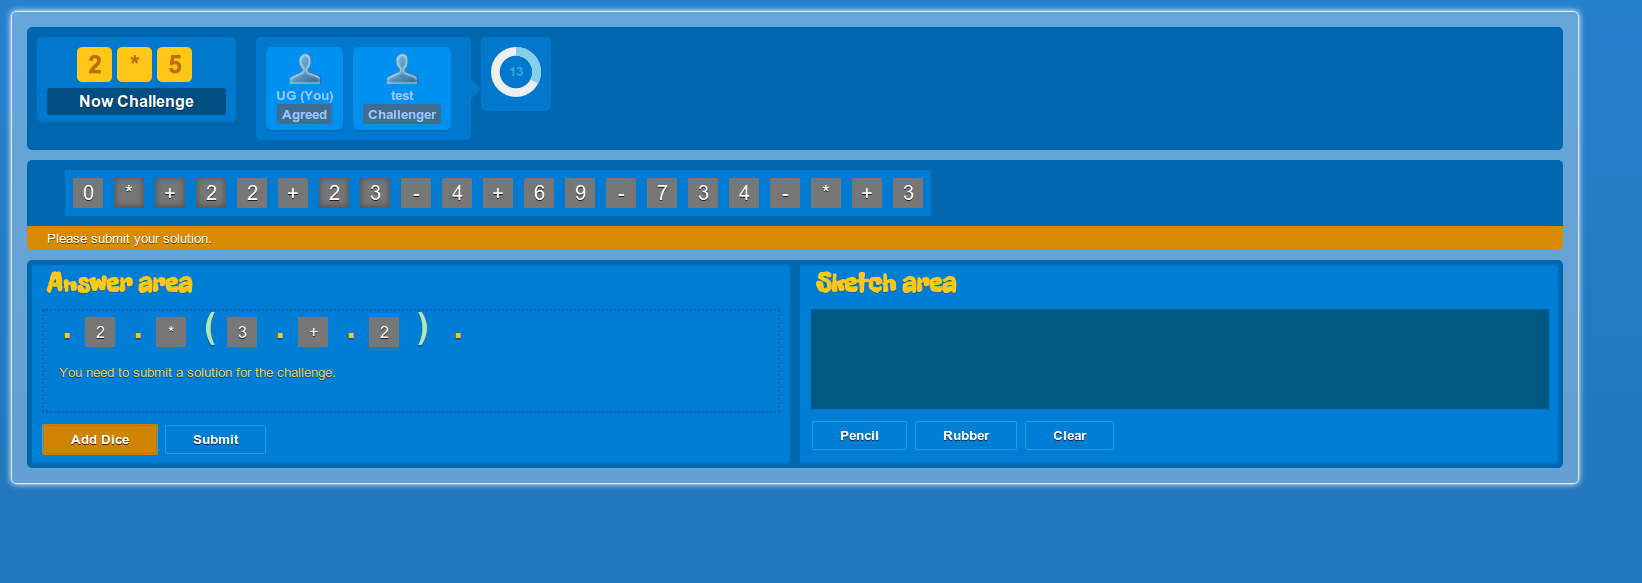 2 * 5
Now Challenge
UG (You)
Agreed
test
Challenger
13
0 * + 2 2 + 2 3 - 4 + 6 9 - 7 3 4 - * + 3
Please submit your solution.
Answer area
. 2 . * ( 3 . + . 2 ) .
You need to submit a solution for the challenge.
Add Dice
Submit
Sketch area
Pencil
Rubber
Clear